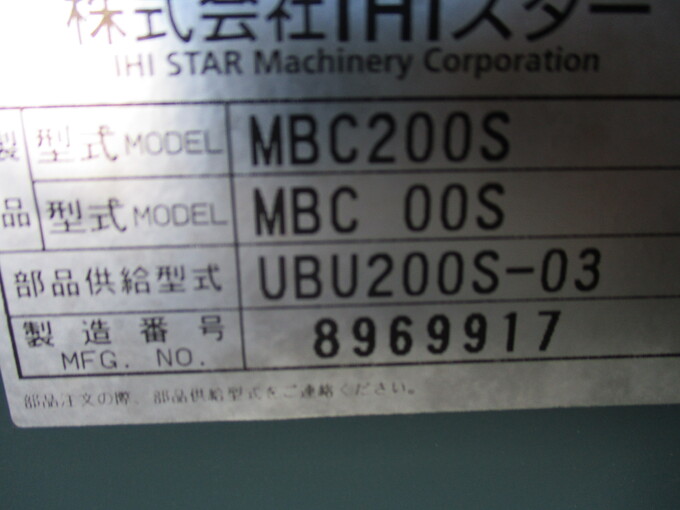 株式会社IHIスター
IHI STAR Machinery Corporation
製 型式 MODEL MBC200S
品 型式 MODEL MBC 00S
部品供給型式 UBU200S-03
製造番号 MFG. NO. 8969917
部品注文の際、部品供給型式をご連絡ください。